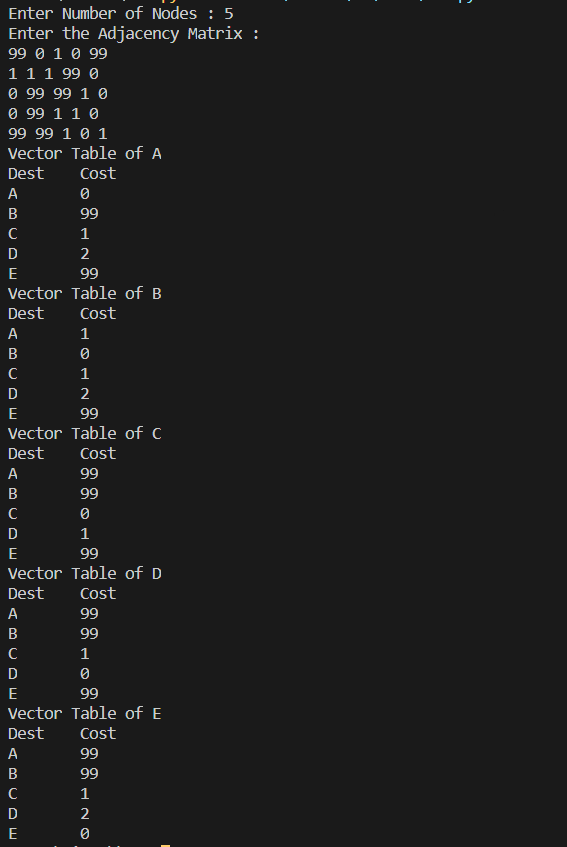 Enter Number of Nodes : 5
Enter the Adjacency Matrix :
99 0 1 0 99
1 1 1 99 0
0 99 99 1 0
0 99 1 1 0
99 99 1 0 1
Vector Table of A
Dest    Cost
A       0
B       99
C       1
D       2
E       99
Vector Table of B
Dest    Cost
A       1
B       0
C       1
D       2
E       99
Vector Table of C
Dest    Cost
A       99
B       99
C       0
D       1
E       99
Vector Table of D
Dest    Cost
A       99
B       99
C       1
D       0
E       99
Vector Table of E
Dest    Cost
A       99
B       99
C       1
D       2
E       0